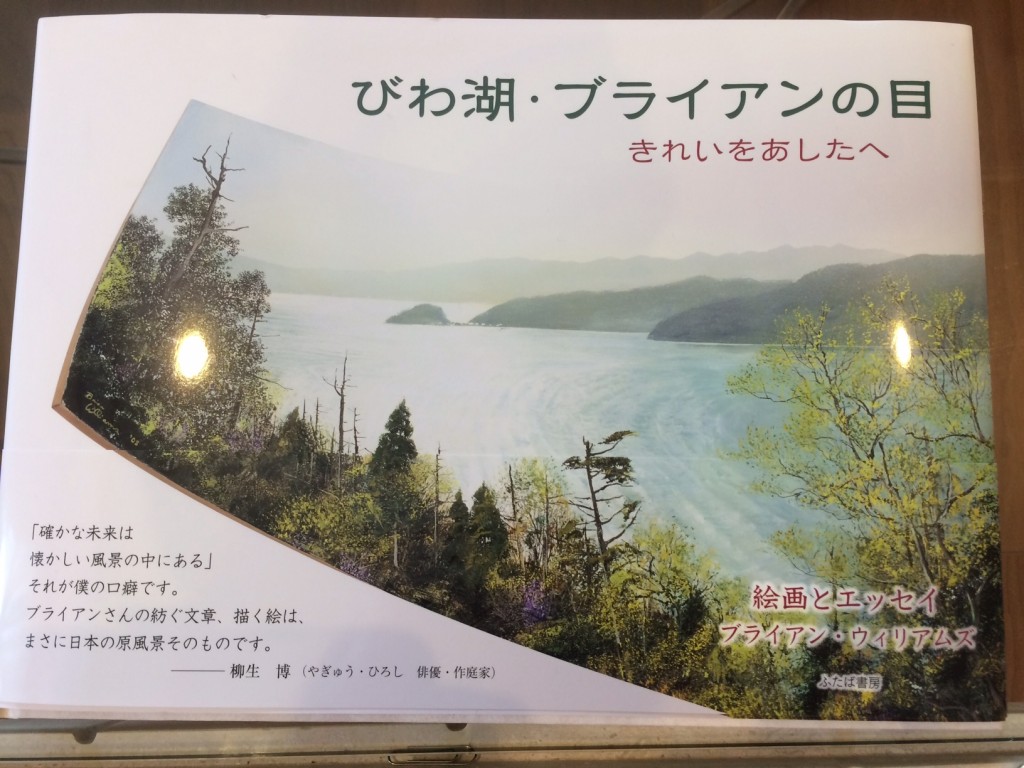 びわ湖・ブライアンの目
きれいをあしたへ
「確かな未来は
懐かしい風景の中にある」
それが僕の口癖です。
ブライアンさんの紡ぐ文章、描く絵は、
まさに日本の原風景そのものです。
――― 柳生 博（やぎゅう・ひろし 俳優・作庭家）
絵画とエッセイ
ブライアン・ウィリアムズ
ふたば書房